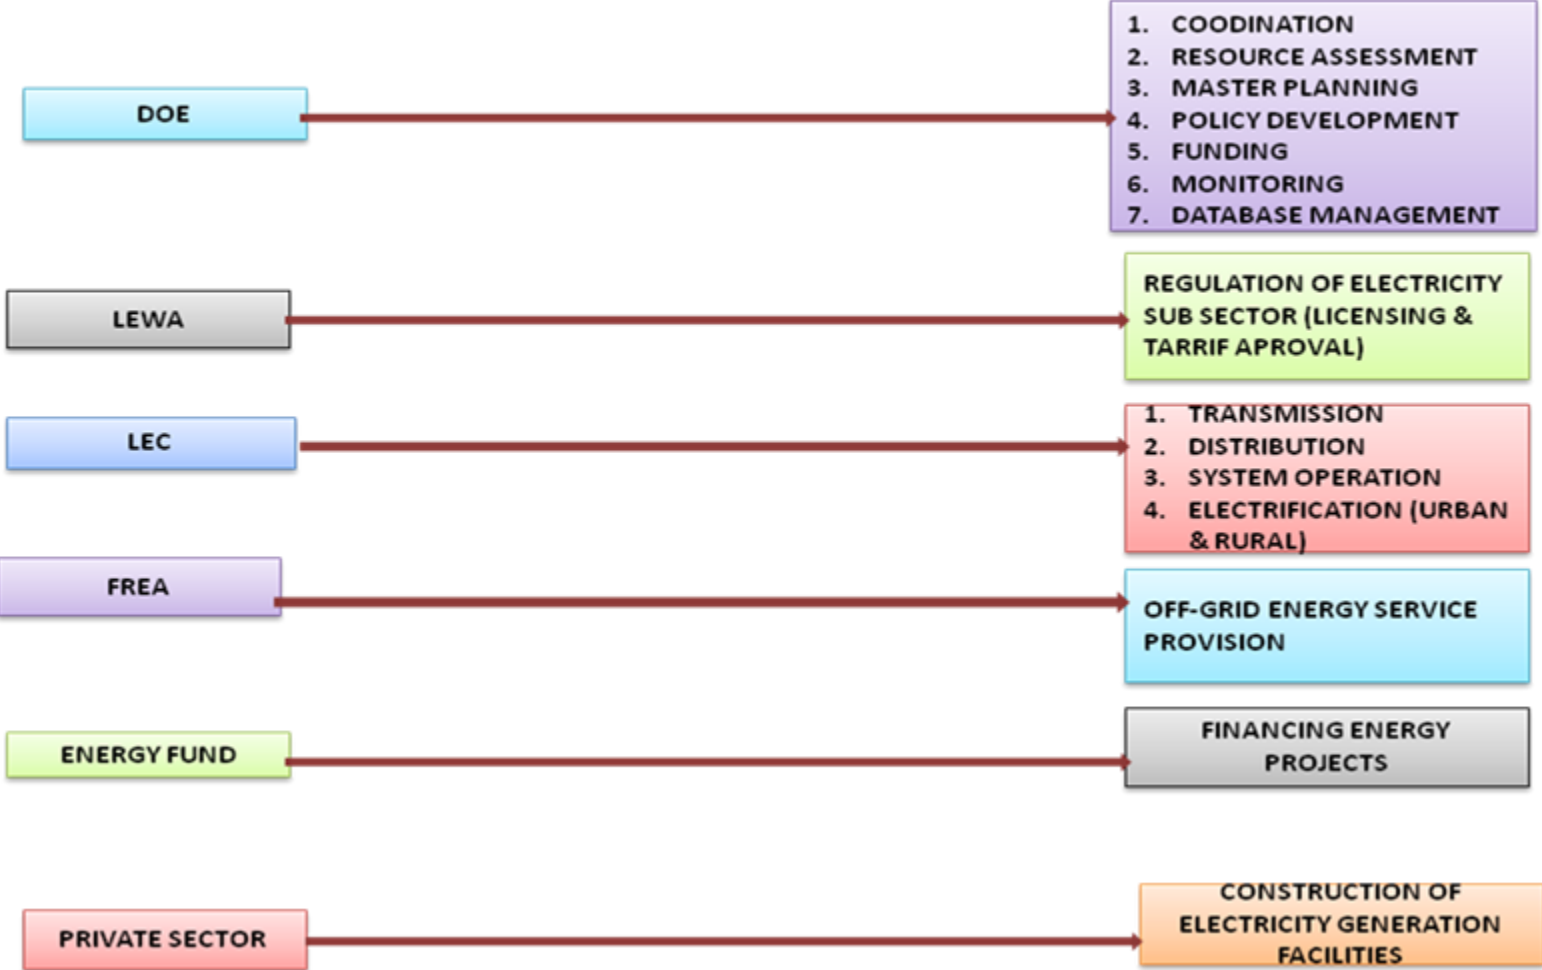 DOE
1. COODINATION
2. RESOURCE ASSESSMENT
3. MASTER PLANNING
4. POLICY DEVELOPMENT
5. FUNDING
6. MONITORING
7. DATABASE MANAGEMENT
LEWA
REGULATION OF ELECTRICITY
SUB SECTOR (LICENSING &
TARRIF APROVAL)
LEC
1. TRANSMISSION
2. DISTRIBUTION
3. SYSTEM OPERATION
4. ELECTRIFICATION (URBAN
& RURAL)
FREA
OFF-GRID ENERGY SERVICE
PROVISION
ENERGY FUND
FINANCING ENERGY
PROJECTS
PRIVATE SECTOR
CONSTRUCTION OF
ELECTRICITY GENERATION
FACILITIES